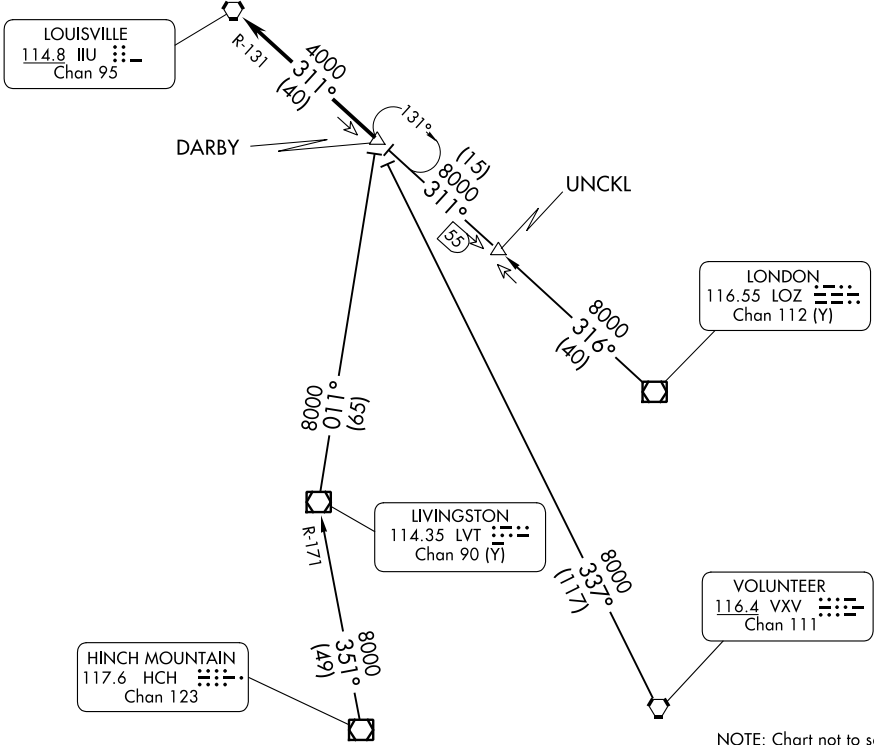 LOUISVILLE
114.8 IIU
Chan 95
R-131
4000
311°
(40)
131°
DARBY
(15)
8000
311°
55
UNCKL
LONDON
116.55 LOZ
Chan 112 (Y)
8000
316°
(40)
8000
011°
(65)
LIVINGSTON
114.35 LVT
Chan 90 (Y)
R-171
8000
337°
(117)
VOLUNTEER
116.4 VXV
Chan 111
HINCH MOUNTAIN
117.6 HCH
Chan 123
8000
351°
(49)
NOTE: Chart not to